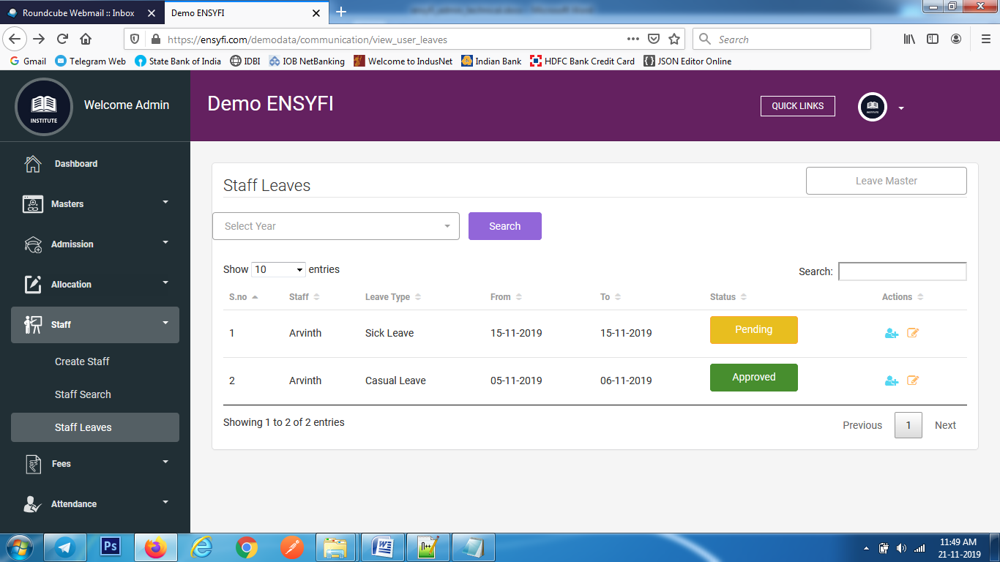 Roundcube Webmail :: Inbox
Demo ENSYFI
https://ensyfi.com/demodata/communication/view_user_leaves
Search
Gmail
Telegram Web
State Bank of India
IDBI
IOB NetBanking
Welcome to IndusNet
Indian Bank
HDFC Bank Credit Card
JSON Editor Online
INSTITUTE
Welcome Admin
Demo ENSYFI
QUICK LINKS
Dashboard
Masters
Admission
Allocation
Staff
Create Staff
Staff Search
Staff Leaves
Fees
Attendance
Staff Leaves
Leave Master
Select Year
Search
Show 10 entries
Search:
S.no Staff Leave Type From To Status Actions
1 Arvinth Sick Leave 15-11-2019 15-11-2019 Pending
2 Arvinth Casual Leave 05-11-2019 06-11-2019 Approved
Showing 1 to 2 of 2 entries
Previous 1 Next
Ps
11:49 AM
21-11-2019